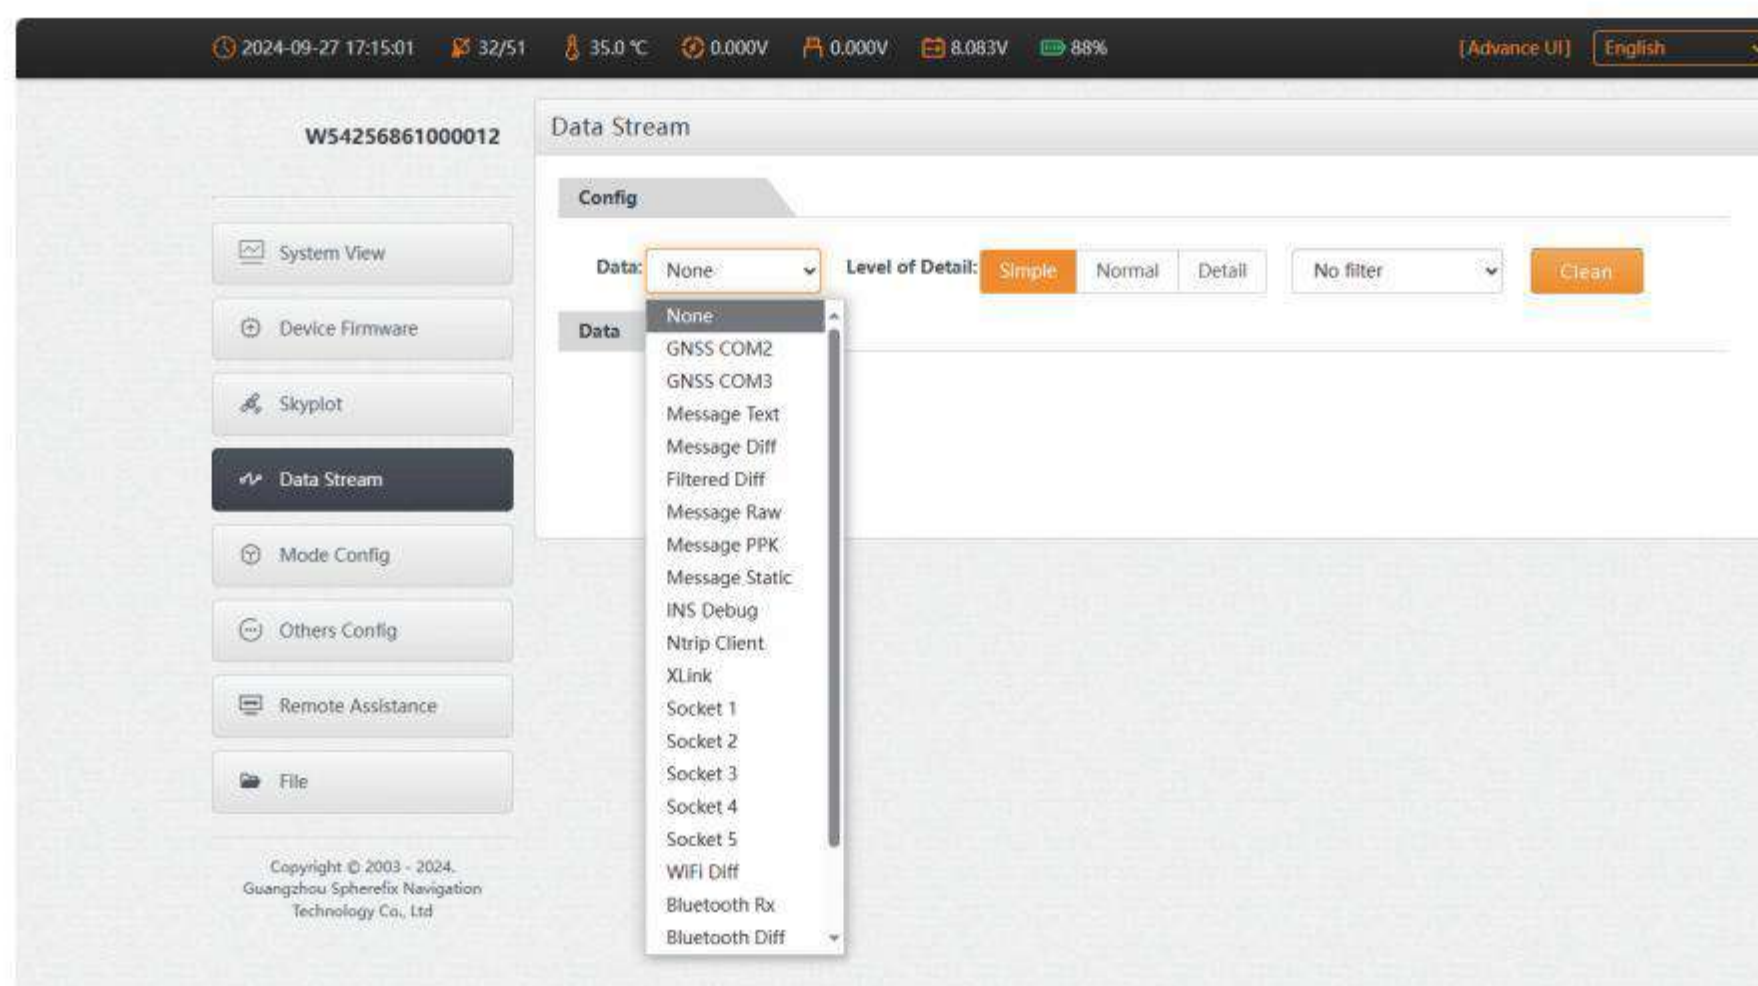 2024-09-27 17:15:01 32/51 35.0 ℃ 0.000V 0.000V 8.083V 88% [Advance UI] English
W54256861000012
System View
Device Firmware
Skyplot
Data Stream
Mode Config
Others Config
Remote Assistance
File
Copyright © 2003 - 2024.
Guangzhou Spherefix Navigation
Technology Co., Ltd
Data Stream
Config
Data: None Level of Detail: Simple Normal Detail No filter Clean
Data
None
GNSS COM2
GNSS COM3
Message Text
Message Diff
Filtered Diff
Message Raw
Message PPK
Message Static
INS Debug
Ntrip Client
XLink
Socket 1
Socket 2
Socket 3
Socket 4
Socket 5
WiFi Diff
Bluetooth Rx
Bluetooth Diff